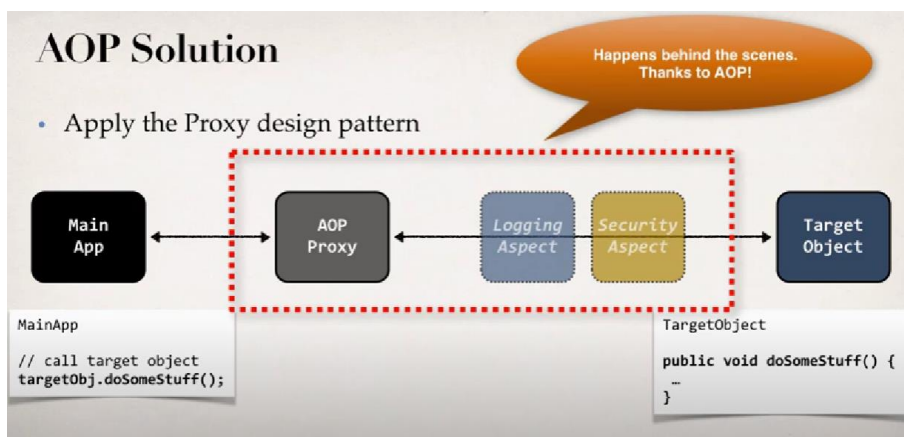 AOP Solution
Happens behind the scenes.
Thanks to AOP!
• Apply the Proxy design pattern
Main
App
AOP
Proxy
Logging
Aspect
Security
Aspect
Target
Object
MainApp
// call target object
targetObj.doSomeStuff();
TargetObject
public void doSomeStuff() {
…
}